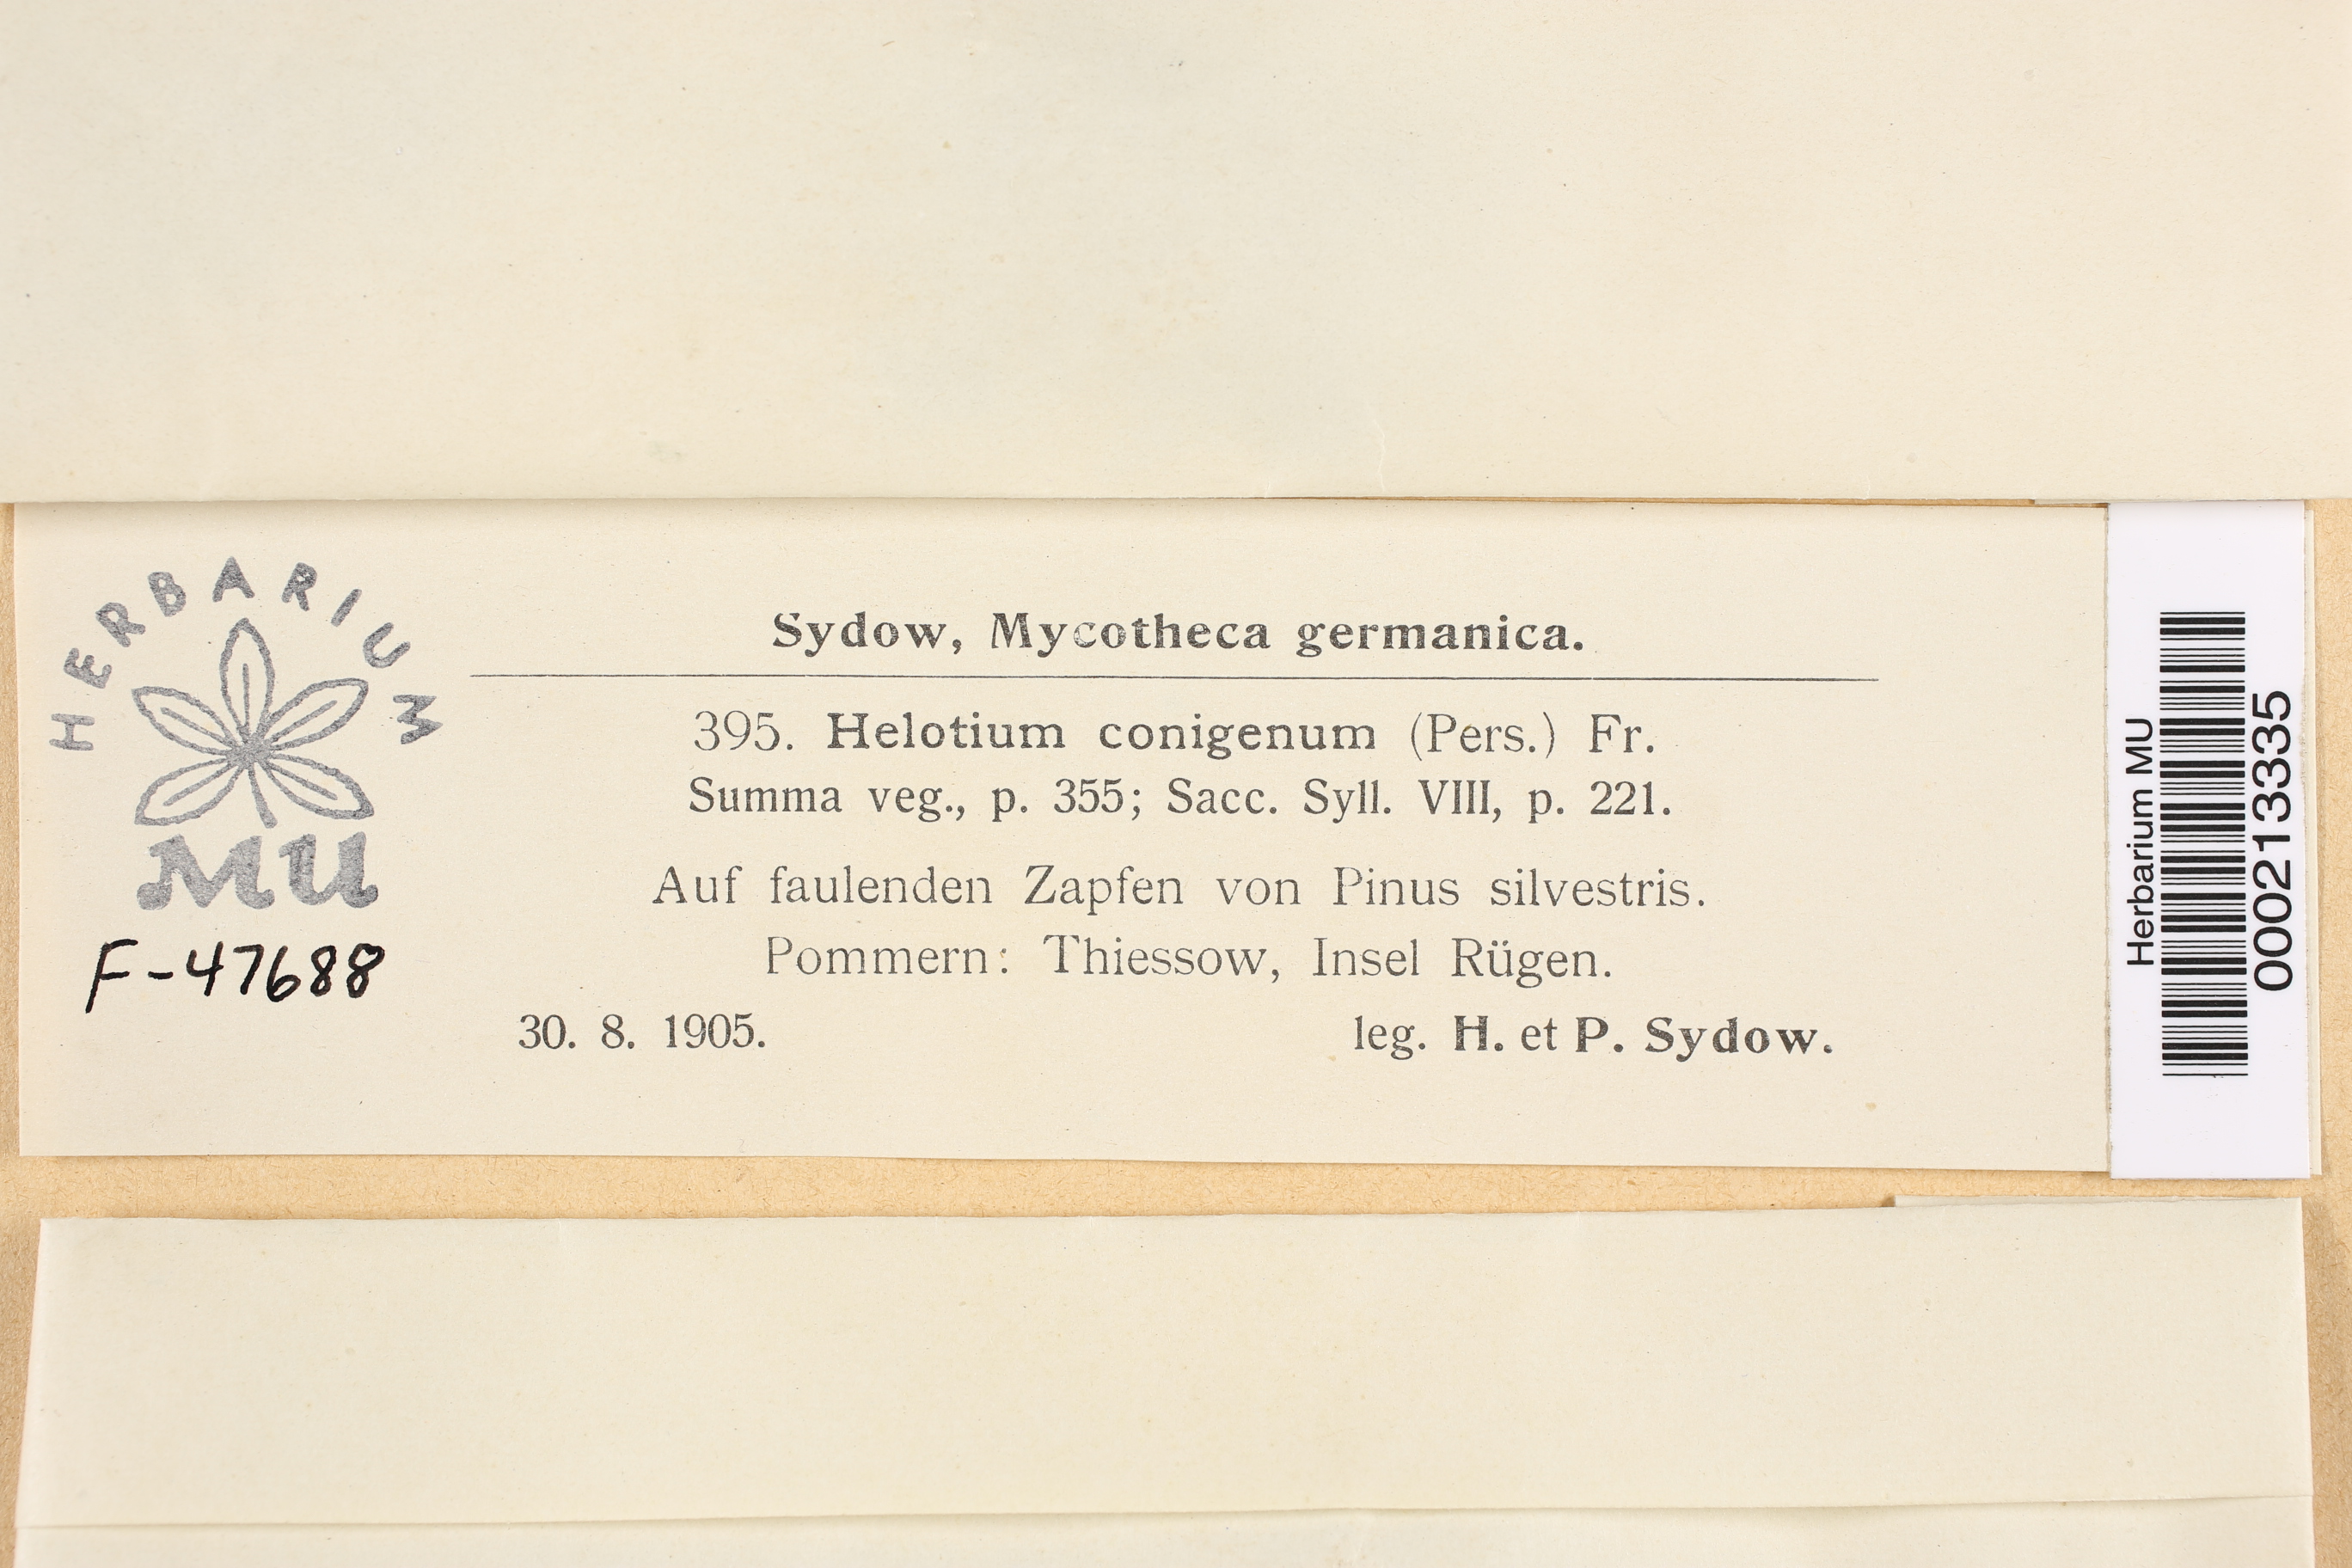 HERBARIUM
MU
F-47688
Sydow, Mycotheca germanica.
395. Helotium conigenum (Pers.) Fr.
Summa veg., p. 355; Sacc. Syll. VIII, p. 221.
Auf faulenden Zapfen von Pinus silvestris.
Pommern: Thiessow, Insel Rügen.
30. 8. 1905. leg. H. et P. Sydow.
Herbarium MU
000213335